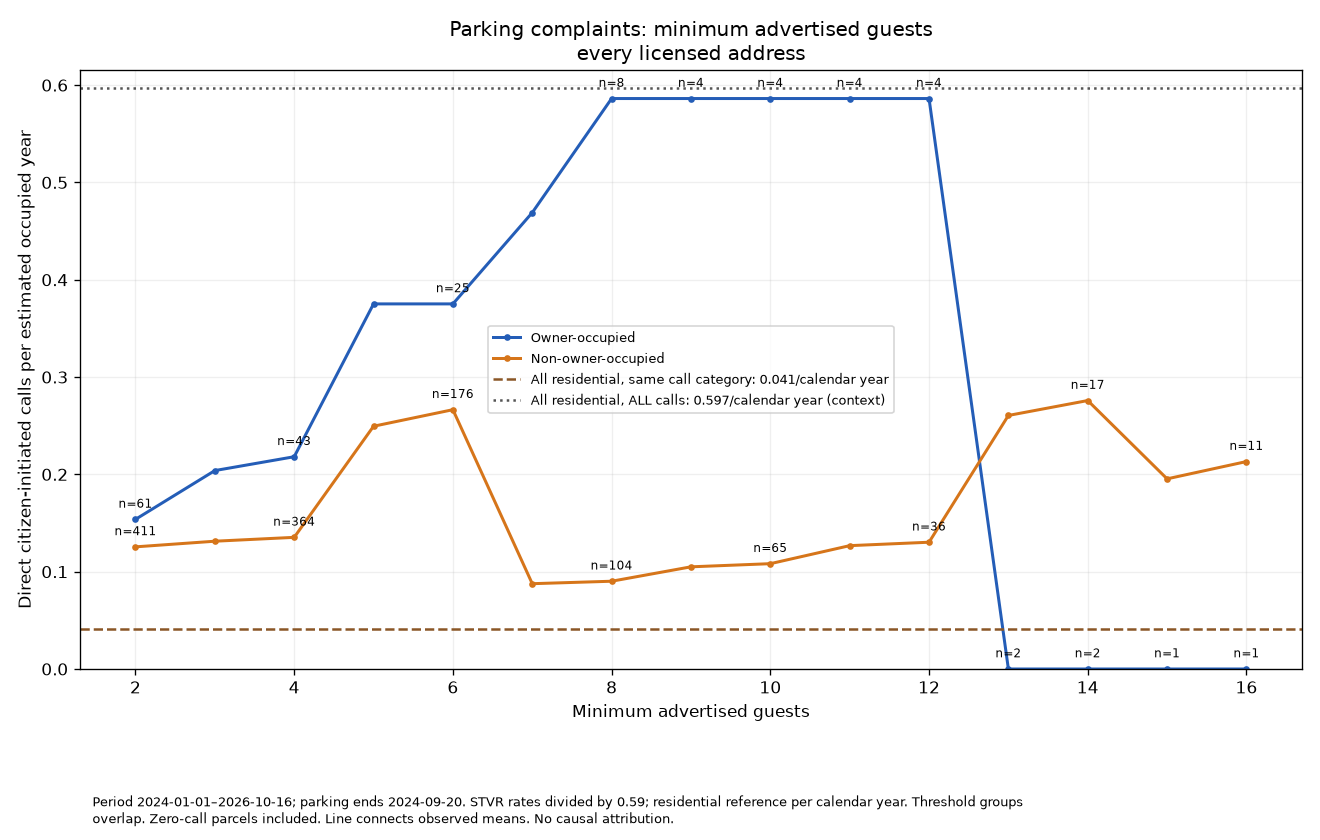 Parking complaints: minimum advertised guests
every licensed address
Direct citizen-initiated calls per estimated occupied year
0.6
0.5
0.4
0.3
0.2
0.1
0.0
n=8
n=4
n=4
n=4
n=4
n=25
n=176
n=43
n=364
n=61
n=411
n=104
n=65
n=36
n=17
n=11
n=2
n=2
n=1
n=1
Owner-occupied
Non-owner-occupied
All residential, same call category: 0.041/calendar year
All residential, ALL calls: 0.597/calendar year (context)
2
4
6
8
10
12
14
16
Minimum advertised guests
Period 2024-01-01–2026-10-16; parking ends 2024-09-20. STVR rates divided by 0.59; residential reference per calendar year. Threshold groups
overlap. Zero-call parcels included. Line connects observed means. No causal attribution.